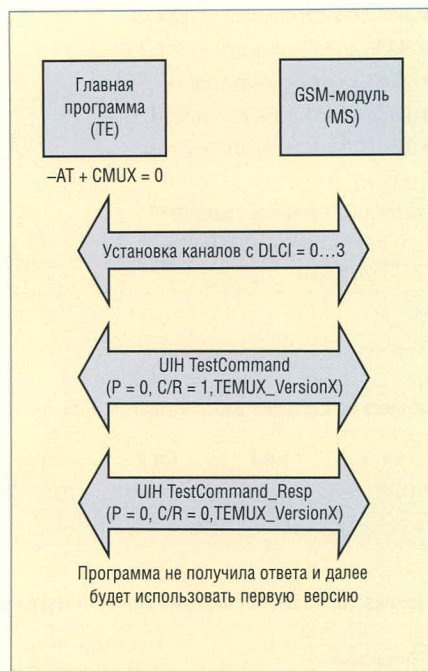 Главная
программа
(TE)
GSM-модуль
(MS)
–AT + CMUX = 0
Установка каналов с DLCI = 0…3
UIH TestCommand
(P = 0, C/R = 1,TEMUX_VersionX)
UIH TestCommand_Resp
(P = 0, C/R = 0,TEMUX_VersionX)
Программа не получила ответа и далее
будет использовать первую версию